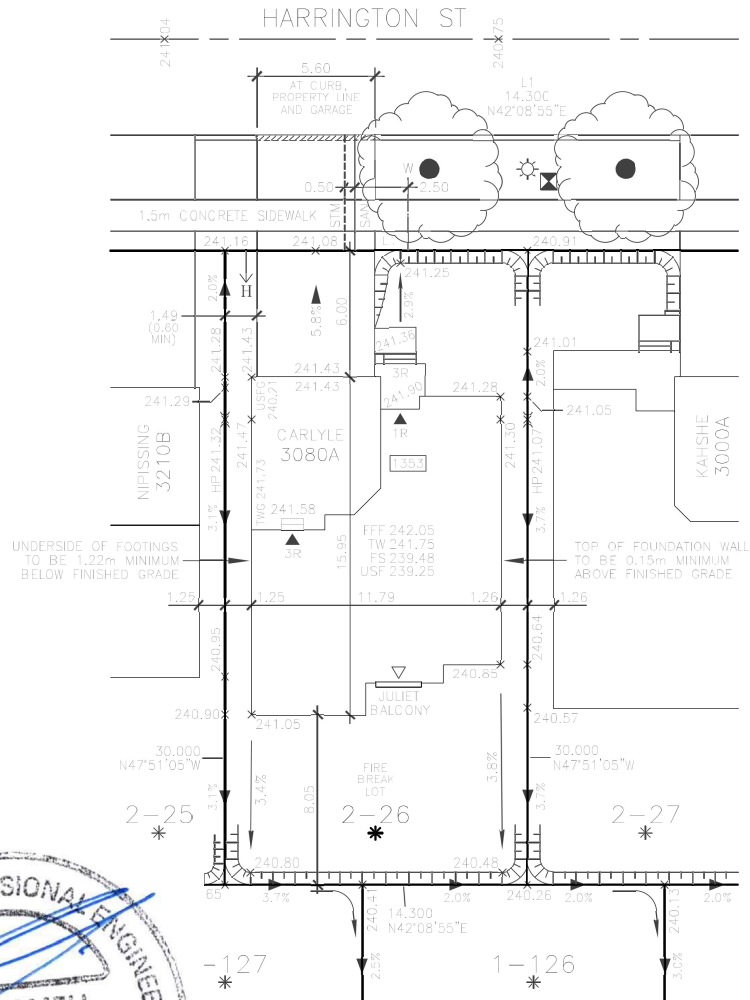 HARRINGTON ST
240.75
5.60
AT CURB,
PROPERTY LINE
AND GARAGE
L1
N42°08'55"E
W
0.50
2.50
1.5m CONCRETE SIDEWALK
STM
SAN
241.16
241.08
240.91
241.25
H
2.0%
5.8%
6.00
2.9%
1.49
(0.60
MIN)
241.28
241.43
241.36
241.01
2.0%
241.43
241.43
3R
241.90
241.28
241.29
USFG
240.21
1R
241.05
NIPISSING
3210B
HP 241.32
241.47
CARLYLE
3080A
1353
241.30
HP 241.07
KAHSHE
3000A
TWG 241.73
241.58
3R
3.1%
3.7%
FFF 242.05
TW 241.75
FS 239.48
USF 239.25
15.95
UNDERSIDE OF FOOTINGS
TO BE 1.22m MINIMUM
BELOW FINISHED GRADE
TOP OF FOUNDATION WALL
TO BE 0.15m MINIMUM
ABOVE FINISHED GRADE
1.25
1.25
11.79
1.26
1.26
240.95
240.64
240.85
JULIET
BALCONY
240.90
241.05
240.57
30.000
N47°51'05"W
30.000
N47°51'05"W
FIRE
BREAK
LOT
3.1%
3.4%
8.05
3.8%
3.7%
2-25
2-26
2-27
240.80
240.48
65
3.7%
2.0%
240.26
2.0%
2.0%
240.41
14.300
N42°08'55"E
240.13
-127
2.5%
1-126
3.0%
SIONAL ENGINEER